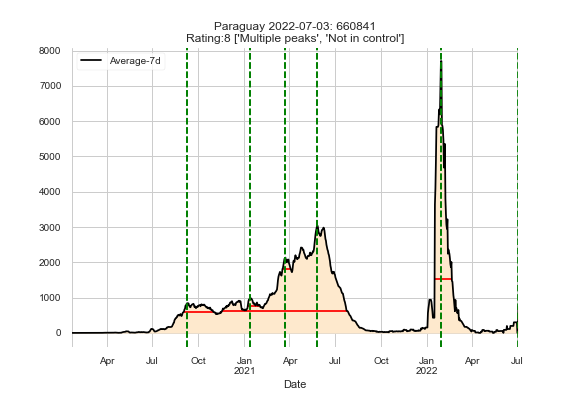 Paraguay 2022-07-03: 660841
Rating:8 ['Multiple peaks', 'Not in control']
Average-7d
8000
7000
6000
5000
4000
3000
2000
1000
0
Apr Jul Oct Jan Apr Jul Oct Jan Apr Jul
2021 2022
Date